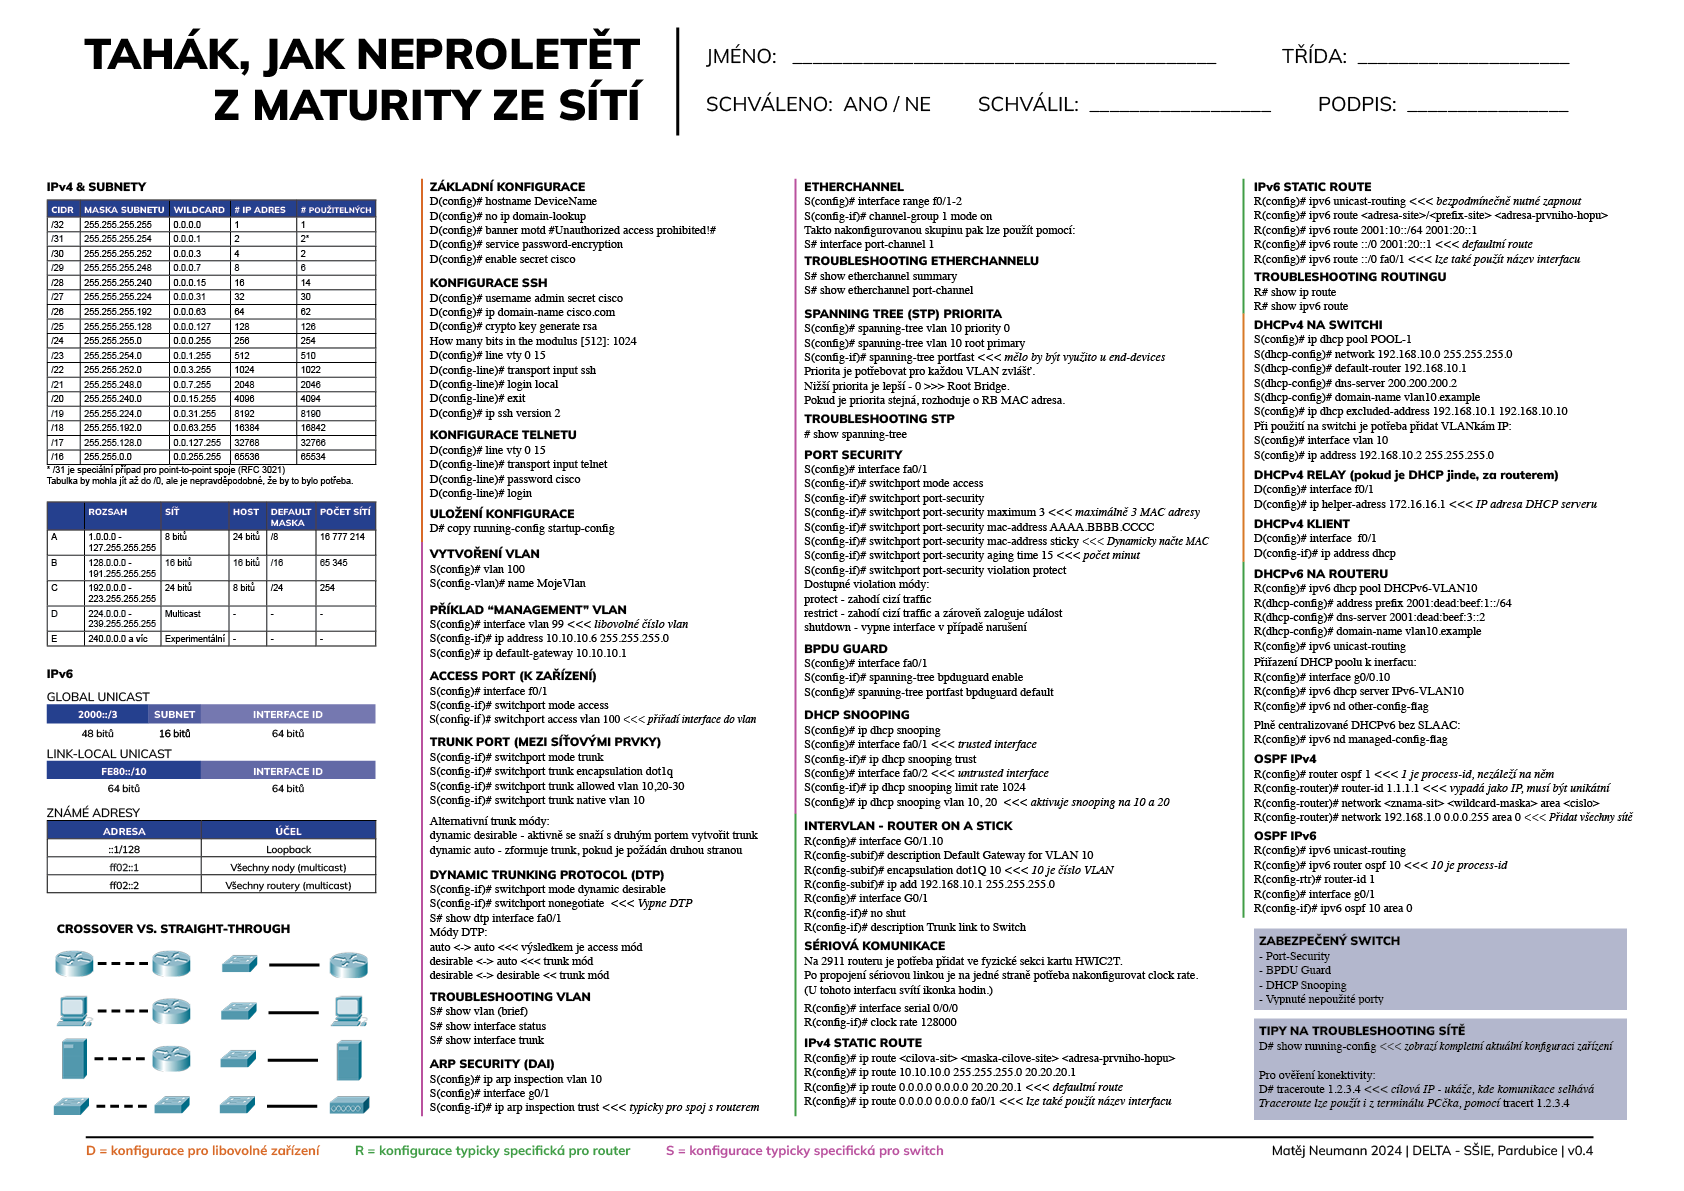 TAHÁK, JAK NEPROLETĚT
Z MATURITY ZE SÍTÍ
JMÉNO: ________________________________________ TŘÍDA: ____________________
SCHVÁLENO: ANO / NE SCHVÁLIL: _________________ PODPIS: _______________
IPv4 & SUBNETY
CIDR MASKA SUBNETU WILDCARD # IP ADRES # POUŽITELNÝCH
/32 255.255.255.255 0.0.0.0 1 1
/31 255.255.255.254 0.0.0.1 2 2*
/30 255.255.255.252 0.0.0.3 4 2
/29 255.255.255.248 0.0.0.7 8 6
/28 255.255.255.240 0.0.0.15 16 14
/27 255.255.255.224 0.0.0.31 32 30
/26 255.255.255.192 0.0.0.63 64 62
/25 255.255.255.128 0.0.0.127 128 126
/24 255.255.255.0 0.0.0.255 256 254
/23 255.255.254.0 0.0.1.255 512 510
/22 255.255.252.0 0.0.3.255 1024 1022
/21 255.255.248.0 0.0.7.255 2048 2046
/20 255.255.240.0 0.0.15.255 4096 4094
/19 255.255.224.0 0.0.31.255 8192 8190
/18 255.255.192.0 0.0.63.255 16384 16842
/17 255.255.128.0 0.0.127.255 32768 32766
/16 255.255.0.0 0.0.255.255 65536 65534
* /31 je speciální případ pro point-to-point spoje (RFC 3021)
Tabulka by mohla jít až do /0, ale je nepravděpodobné, že by to bylo potřeba.
ROZSAH SÍŤ HOST DEFAULT MASKA POČET SÍTÍ
A 1.0.0.0 - 127.255.255.255 8 bitů 24 bitů /8 16 777 214
B 128.0.0.0 - 191.255.255.255 16 bitů 16 bitů /16 65 345
C 192.0.0.0 - 223.255.255.255 24 bitů 8 bitů /24 254
D 224.0.0.0 - 239.255.255.255 Multicast - - -
E 240.0.0.0 a víc Experimentální - - -
IPv6
GLOBAL UNICAST
2000::/3 SUBNET INTERFACE ID
48 bitů 16 bitů 64 bitů
LINK-LOCAL UNICAST
FE80::/10 INTERFACE ID
64 bitů 64 bitů
ZNÁMÉ ADRESY
ADRESA ÚČEL
::1/128 Loopback
ff02::1 Všechny nody (multicast)
ff02::2 Všechny routery (multicast)
CROSSOVER VS. STRAIGHT-THROUGH
ZÁKLADNÍ KONFIGURACE
D(config)# hostname DeviceName
D(config)# no ip domain-lookup
D(config)# banner motd #Unauthorized access prohibited!#
D(config)# service password-encryption
D(config)# enable secret cisco
KONFIGURACE SSH
D(config)# username admin secret cisco
D(config)# ip domain-name cisco.com
D(config)# crypto key generate rsa
How many bits in the modulus [512]: 1024
D(config)# line vty 0 15
D(config-line)# transport input ssh
D(config-line)# login local
D(config-line)# exit
D(config)# ip ssh version 2
KONFIGURACE TELNETU
D(config)# line vty 0 15
D(config-line)# transport input telnet
D(config-line)# password cisco
D(config-line)# login
ULOŽENÍ KONFIGURACE
D# copy running-config startup-config
VYTVOŘENÍ VLAN
S(config)# vlan 100
S(config-vlan)# name MojeVlan
PŘÍKLAD “MANAGEMENT” VLAN
S(config)# interface vlan 99 <<< libovolné číslo vlan
S(config-if)# ip address 10.10.10.6 255.255.255.0
S(config-if)# ip default-gateway 10.10.10.1
ACCESS PORT (K ZAŘÍZENÍ)
S(config)# interface f0/1
S(config-if)# switchport mode access
S(config-if)# switchport access vlan 100 <<< přiřadí interface do vlan
TRUNK PORT (MEZI SÍŤOVÝMI PRVKY)
S(config-if)# switchport mode trunk
S(config-if)# switchport trunk encapsulation dot1q
S(config-if)# switchport trunk allowed vlan 10,20-30
S(config-if)# switchport trunk native vlan 10
Alternativní trunk módy:
dynamic desirable - aktivně se snaží s druhým portem vytvořit trunk
dynamic auto - zformuje trunk, pokud je požádán druhou stranou
DYNAMIC TRUNKING PROTOCOL (DTP)
S(config-if)# switchport mode dynamic desirable
S(config-if)# switchport nonegotiate <<< Vypne DTP
S# show dtp interface fa0/1
Módy DTP:
auto <-> auto <<< výsledkem je access mód
desirable <-> auto <<< trunk mód
desirable <-> desirable << trunk mód
TROUBLESHOOTING VLAN
S# show vlan (brief)
S# show interface status
S# show interface trunk
ARP SECURITY (DAI)
S(config)# ip arp inspection vlan 10
S(config)# interface g0/1
S(config-if)# ip arp inspection trust <<< typicky pro spoj s routerem
ETHERCHANNEL
S(config)# interface range f0/1-2
S(config-if)# channel-group 1 mode on
Takto nakonfigurovanou skupinu pak lze použít pomocí:
S# interface port-channel 1
TROUBLESHOOTING ETHERCHANNELU
S# show etherchannel summary
S# show etherchannel port-channel
SPANNING TREE (STP) PRIORITA
S(config)# spanning-tree vlan 10 priority 0
S(config)# spanning-tree vlan 10 root primary
S(config-if)# spanning-tree portfast <<< mělo by být využito u end-devices
Priorita je potřebovat pro každou VLAN zvlášť.
Nižší priorita je lepší - 0 >>> Root Bridge.
Pokud je priorita stejná, rozhoduje o RB MAC adresa.
TROUBLESHOOTING STP
# show spanning-tree
PORT SECURITY
S(config)# interface fa0/1
S(config-if)# switchport mode access
S(config-if)# switchport port-security
S(config-if)# switchport port-security maximum 3 <<< maximálně 3 MAC adresy
S(config-if)# switchport port-security mac-address AAAA.BBBB.CCCC
S(config-if)# switchport port-security mac-address sticky <<< Dynamicky načte MAC
S(config-if)# switchport port-security aging time 15 <<< počet minut
S(config-if)# switchport port-security violation protect
Dostupné violation módy:
protect - zahodí cizí traffic
restrict - zahodí cizí traffic a zároveň zaloguje událost
shutdown - vypne interface v případě narušení
BPDU GUARD
S(config)# interface fa0/1
S(config-if)# spanning-tree bpduguard enable
S(config)# spanning-tree portfast bpduguard default
DHCP SNOOPING
S(config)# ip dhcp snooping
S(config)# interface fa0/1 <<< trusted interface
S(config-if)# ip dhcp snooping trust
S(config)# interface fa0/2 <<< untrusted interface
S(config-if)# ip dhcp snooping limit rate 1024
S(config)# ip dhcp snooping vlan 10, 20 <<< aktivuje snooping na 10 a 20
INTERVLAN - ROUTER ON A STICK
R(config)# interface G0/1.10
R(config-subif)# description Default Gateway for VLAN 10
R(config-subif)# encapsulation dot1Q 10 <<< 10 je číslo VLAN
R(config-subif)# ip add 192.168.10.1 255.255.255.0
R(config)# interface G0/1
R(config-if)# no shut
R(config-if)# description Trunk link to Switch
SÉRIOVÁ KOMUNIKACE
Na 2911 routeru je potřeba přidat ve fyzické sekci kartu HWIC2T.
Po propojení sériovou linkou je na jedné straně potřeba nakonfigurovat clock rate.
(U tohoto interfacu svítí ikonka hodin.)
R(config)# interface serial 0/0/0
R(config-if)# clock rate 128000
IPv4 STATIC ROUTE
R(config)# ip route <cilova-sit> <maska-cilove-site> <adresa-prvniho-hopu>
R(config)# ip route 10.10.10.0 255.255.255.0 20.20.20.1
R(config)# ip route 0.0.0.0 0.0.0.0 20.20.20.1 <<< defaultní route
R(config)# ip route 0.0.0.0 0.0.0.0 fa0/1 <<< lze také použít název interfacu
IPv6 STATIC ROUTE
R(config)# ipv6 unicast-routing <<< bezpodmínečně nutné zapnout
R(config)# ipv6 route <adresa-site>/<prefix-site> <adresa-prvniho-hopu>
R(config)# ipv6 route 2001:10::/64 2001:20::1
R(config)# ipv6 route ::/0 2001:20::1 <<< defaultní route
R(config)# ipv6 route ::/0 fa0/1 <<< lze také použít název interfacu
TROUBLESHOOTING ROUTINGU
R# show ip route
R# show ipv6 route
DHCPv4 NA SWITCHI
S(config)# ip dhcp pool POOL-1
S(dhcp-config)# network 192.168.10.0 255.255.255.0
S(dhcp-config)# default-router 192.168.10.1
S(dhcp-config)# dns-server 200.200.200.2
S(dhcp-config)# domain-name vlan10.example
S(config)# ip dhcp excluded-address 192.168.10.1 192.168.10.10
Při použití na switchi je potřeba přidat VLANkám IP:
S(config)# interface vlan 10
S(config)# ip address 192.168.10.2 255.255.255.0
DHCPv4 RELAY (pokud je DHCP jinde, za routerem)
D(config)# interface f0/1
D(config)# ip helper-adress 172.16.16.1 <<< IP adresa DHCP serveru
DHCPv4 KLIENT
D(config)# interface f0/1
D(config-if)# ip address dhcp
DHCPv6 NA ROUTERU
R(config)# ipv6 dhcp pool DHCPv6-VLAN10
R(dhcp-config)# address prefix 2001:dead:beef:1::/64
R(dhcp-config)# dns-server 2001:dead:beef:3::2
R(dhcp-config)# domain-name vlan10.example
R(config)# ipv6 unicast-routing
Přiřazení DHCP poolu k inerfacu:
R(config)# interface g0/0.10
R(config)# ipv6 dhcp server IPv6-VLAN10
R(config)# ipv6 nd other-config-flag
Plně centralizované DHCPv6 bez SLAAC:
R(config)# ipv6 nd managed-config-flag
OSPF IPv4
R(config)# router ospf 1 <<< 1 je process-id, nezáleží na něm
R(config-router)# router-id 1.1.1.1 <<< vypadá jako IP, musí být unikátní
R(config-router)# network <znama-sit> <wildcard-maska> area <cislo>
R(config-router)# network 192.168.1.0 0.0.0.255 area 0 <<< Přidat všechny sítě
OSPF IPv6
R(config)# ipv6 unicast-routing
R(config)# ipv6 router ospf 10 <<< 10 je process-id
R(config-rtr)# router-id 1
R(config)# interface g0/1
R(config-if)# ipv6 ospf 10 area 0
ZABEZPEČENÝ SWITCH
- Port-Security
- BPDU Guard
- DHCP Snooping
- Vypnuté nepoužité porty
TIPY NA TROUBLESHOOTING SÍTĚ
D# show running-config <<< zobrazí kompletní aktuální konfiguraci zařízení
Pro ověření konektivity:
D# traceroute 1.2.3.4 <<< cílová IP - ukáže, kde komunikace selhává
Traceroute lze použít i z terminálu PCčka, pomocí tracert 1.2.3.4
D = konfigurace pro libovolné zařízení R = konfigurace typicky specifická pro router S = konfigurace typicky specifická pro switch
Matěj Neumann 2024 | DELTA - SŠIE, Pardubice | v0.4